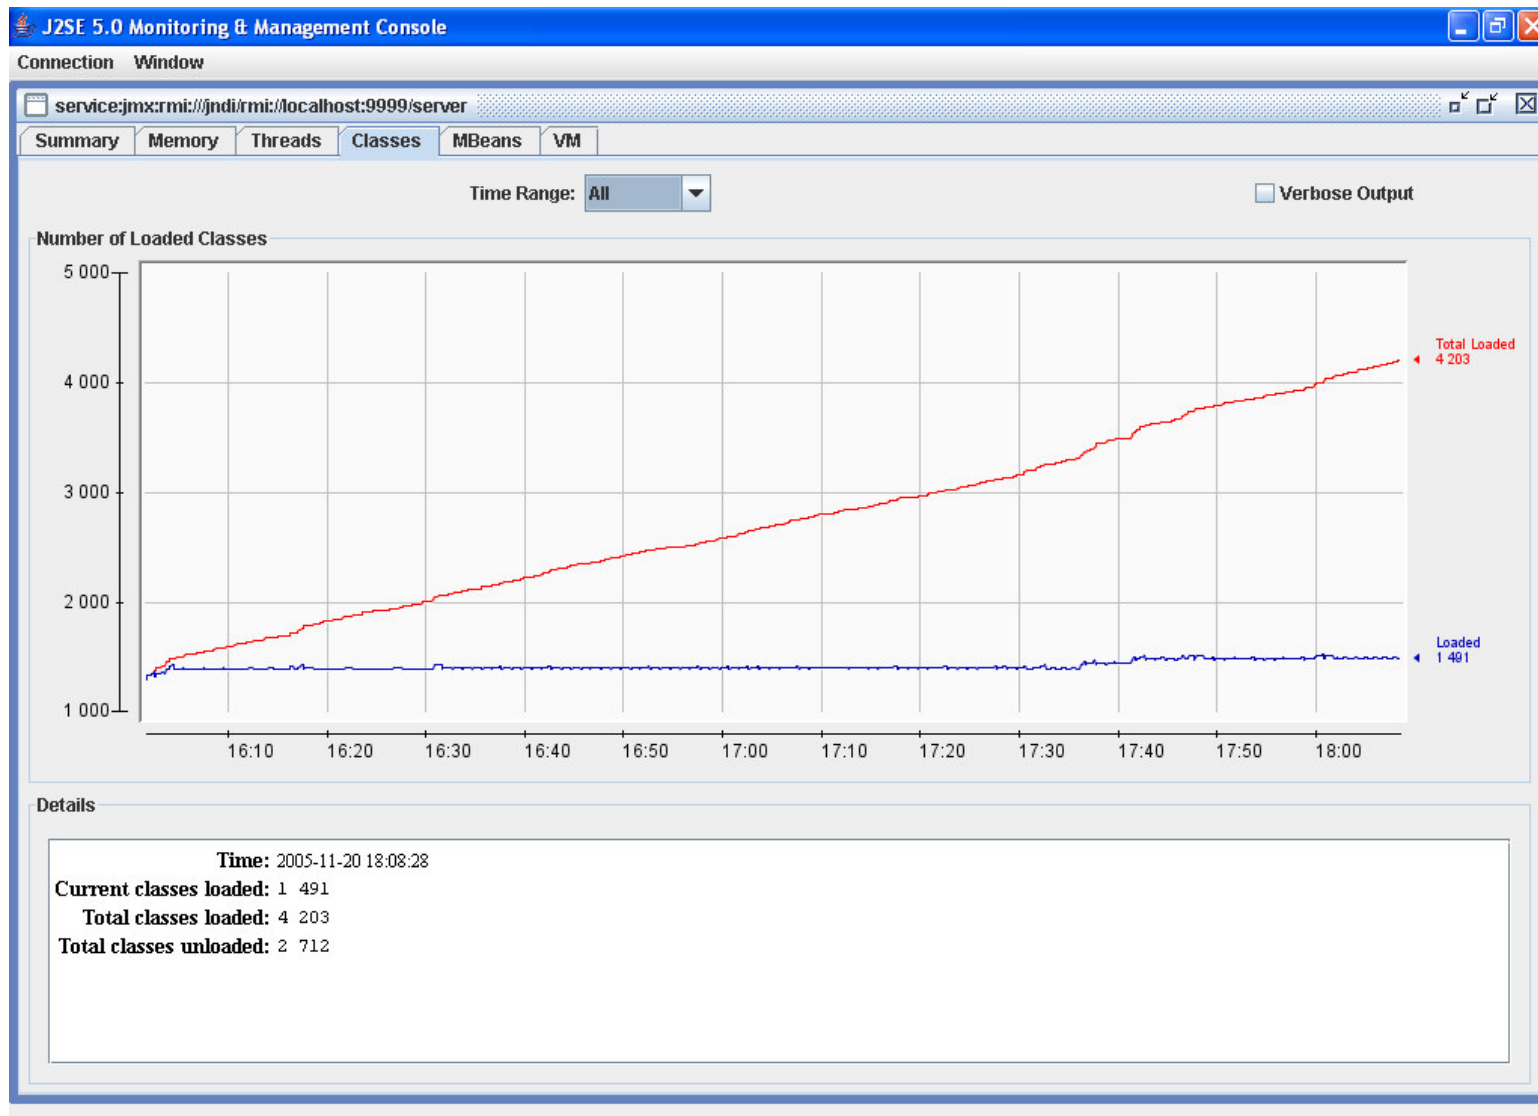 J2SE 5.0 Monitoring & Management Console
Connection Window
service:jmx:rmi:///jndi/rmi://localhost:9999/server
Summary Memory Threads Classes MBeans VM
Time Range: All Verbose Output
Number of Loaded Classes
5 000
4 000
3 000
2 000
1 000
Total Loaded
4 203
Loaded
1 491
16:10 16:20 16:30 16:40 16:50 17:00 17:10 17:20 17:30 17:40 17:50 18:00
Details
Time: 2005-11-20 18:08:28
Current classes loaded: 1 491
Total classes loaded: 4 203
Total classes unloaded: 2 712